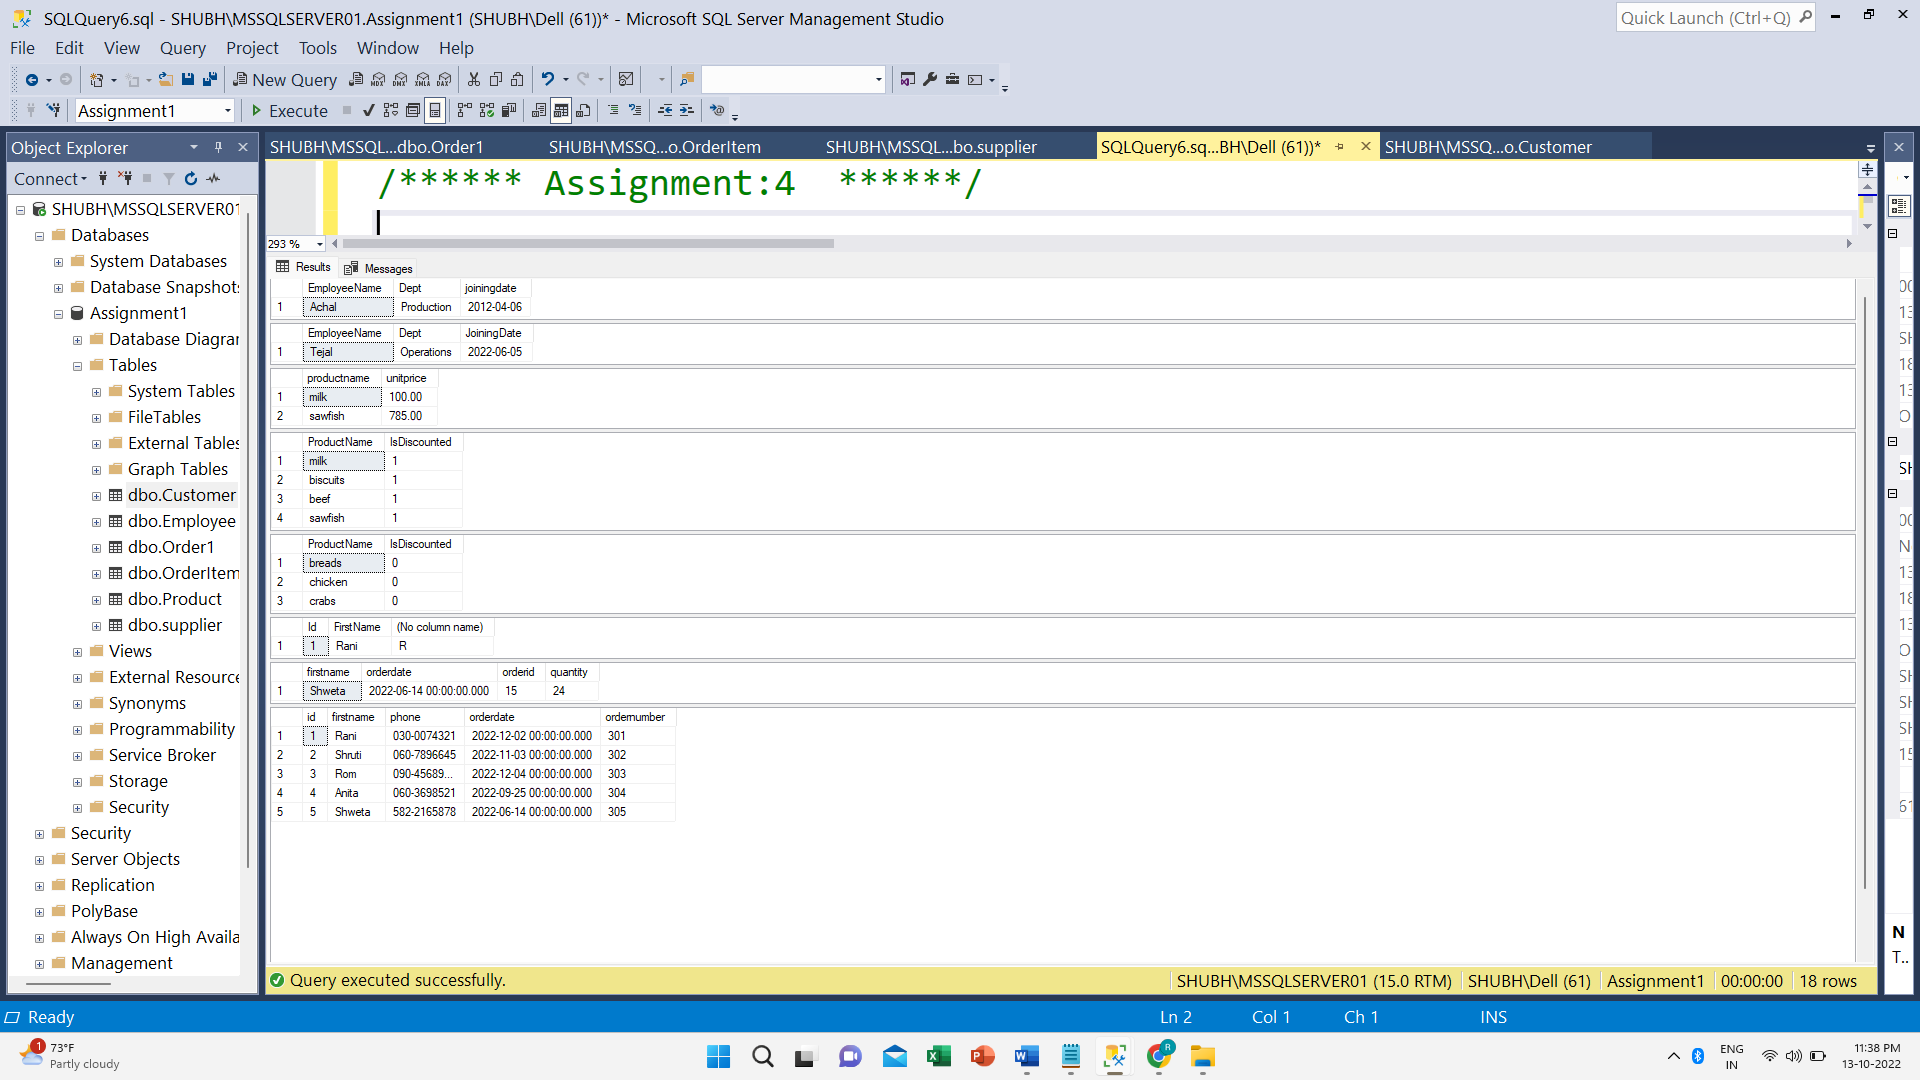 SQLQuery6.sql - SHUBH\MSSQLSERVER01.Assignment1 (SHUBH\Dell (61))* - Microsoft SQL Server Management Studio
Quick Launch (Ctrl+Q)
File Edit View Query Project Tools Window Help
New Query MDX DMX XMLA DAX
Assignment1 Execute
Object Explorer
Connect
SHUBH\MSSQLSERVER01
Databases
System Databases
Database Snapshots
Assignment1
Database Diagrar
Tables
System Tables
FileTables
External Tables
Graph Tables
dbo.Customer
dbo.Employee
dbo.Order1
dbo.OrderItem
dbo.Product
dbo.supplier
Views
External Resource
Synonyms
Programmability
Service Broker
Storage
Security
Security
Server Objects
Replication
PolyBase
Always On High Availa
Management
SHUBH\MSSQL...dbo.Order1 SHUBH\MSSQ...o.OrderItem SHUBH\MSSQL...bo.supplier SQLQuery6.sq...BH\Dell (61))* SHUBH\MSSQ...o.Customer
/****** Assignment:4 ******/
293 %
Results Messages
EmployeeName Dept joiningdate
1 Achal Production 2012-04-06
EmployeeName Dept JoiningDate
1 Tejal Operations 2022-06-05
productname unitprice
1 milk 100.00
2 sawfish 785.00
ProductName IsDiscounted
1 milk 1
2 biscuits 1
3 beef 1
4 sawfish 1
ProductName IsDiscounted
1 breads 0
2 chicken 0
3 crabs 0
Id FirstName (No column name)
1 1 Rani R
firstname orderdate orderid quantity
1 Shweta 2022-06-14 00:00:00.000 15 24
id firstname phone orderdate ordernumber
1 1 Rani 030-0074321 2022-12-02 00:00:00.000 301
2 2 Shruti 060-7896645 2022-11-03 00:00:00.000 302
3 3 Rom 090-45689... 2022-12-04 00:00:00.000 303
4 4 Anita 060-3698521 2022-09-25 00:00:00.000 304
5 5 Shweta 582-2165878 2022-06-14 00:00:00.000 305
N
T..
Query executed successfully. SHUBH\MSSQLSERVER01 (15.0 RTM) SHUBH\Dell (61) Assignment1 00:00:00 18 rows
Ready Ln 2 Col 1 Ch 1 INS
1
73°F
Partly cloudy
ENG
IN
11:38 PM
13-10-2022